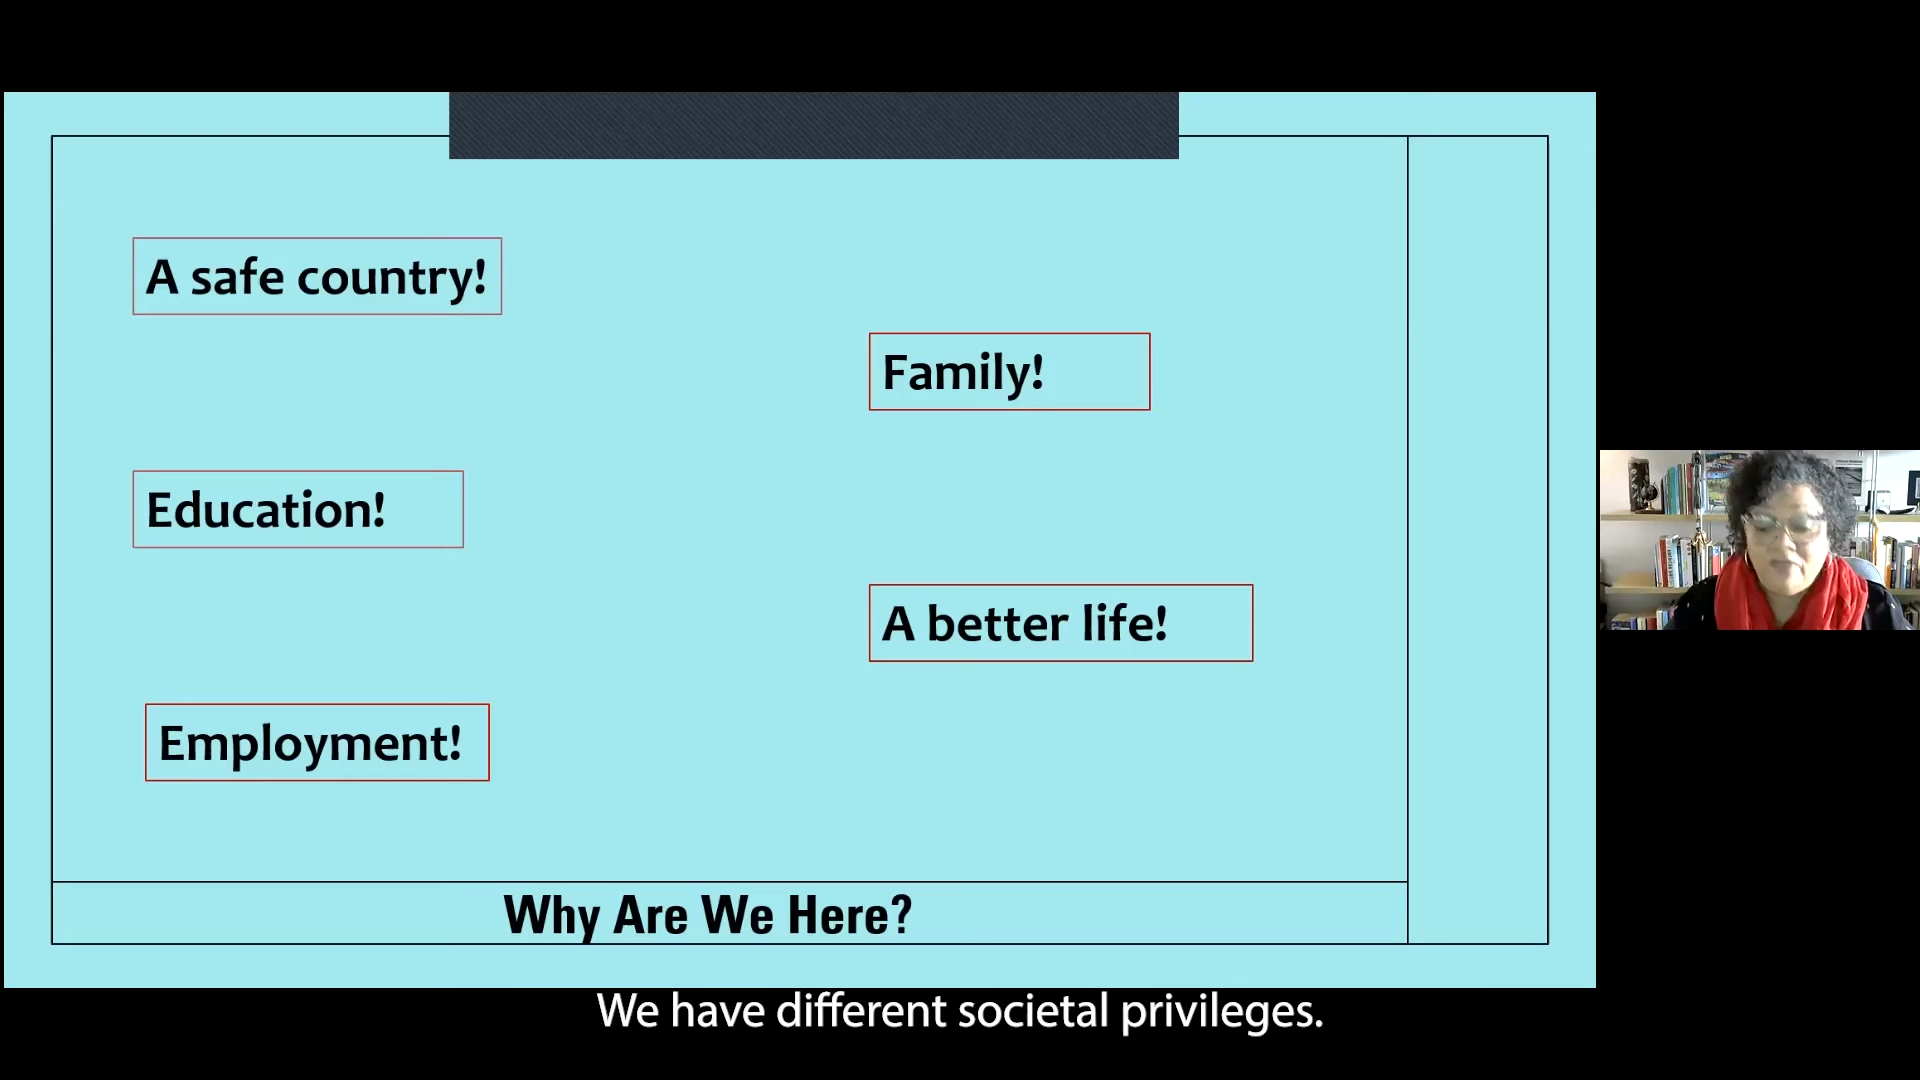 A safe country!
Family!
Education!
A better life!
Employment!
Why Are We Here?
We have different societal privileges.